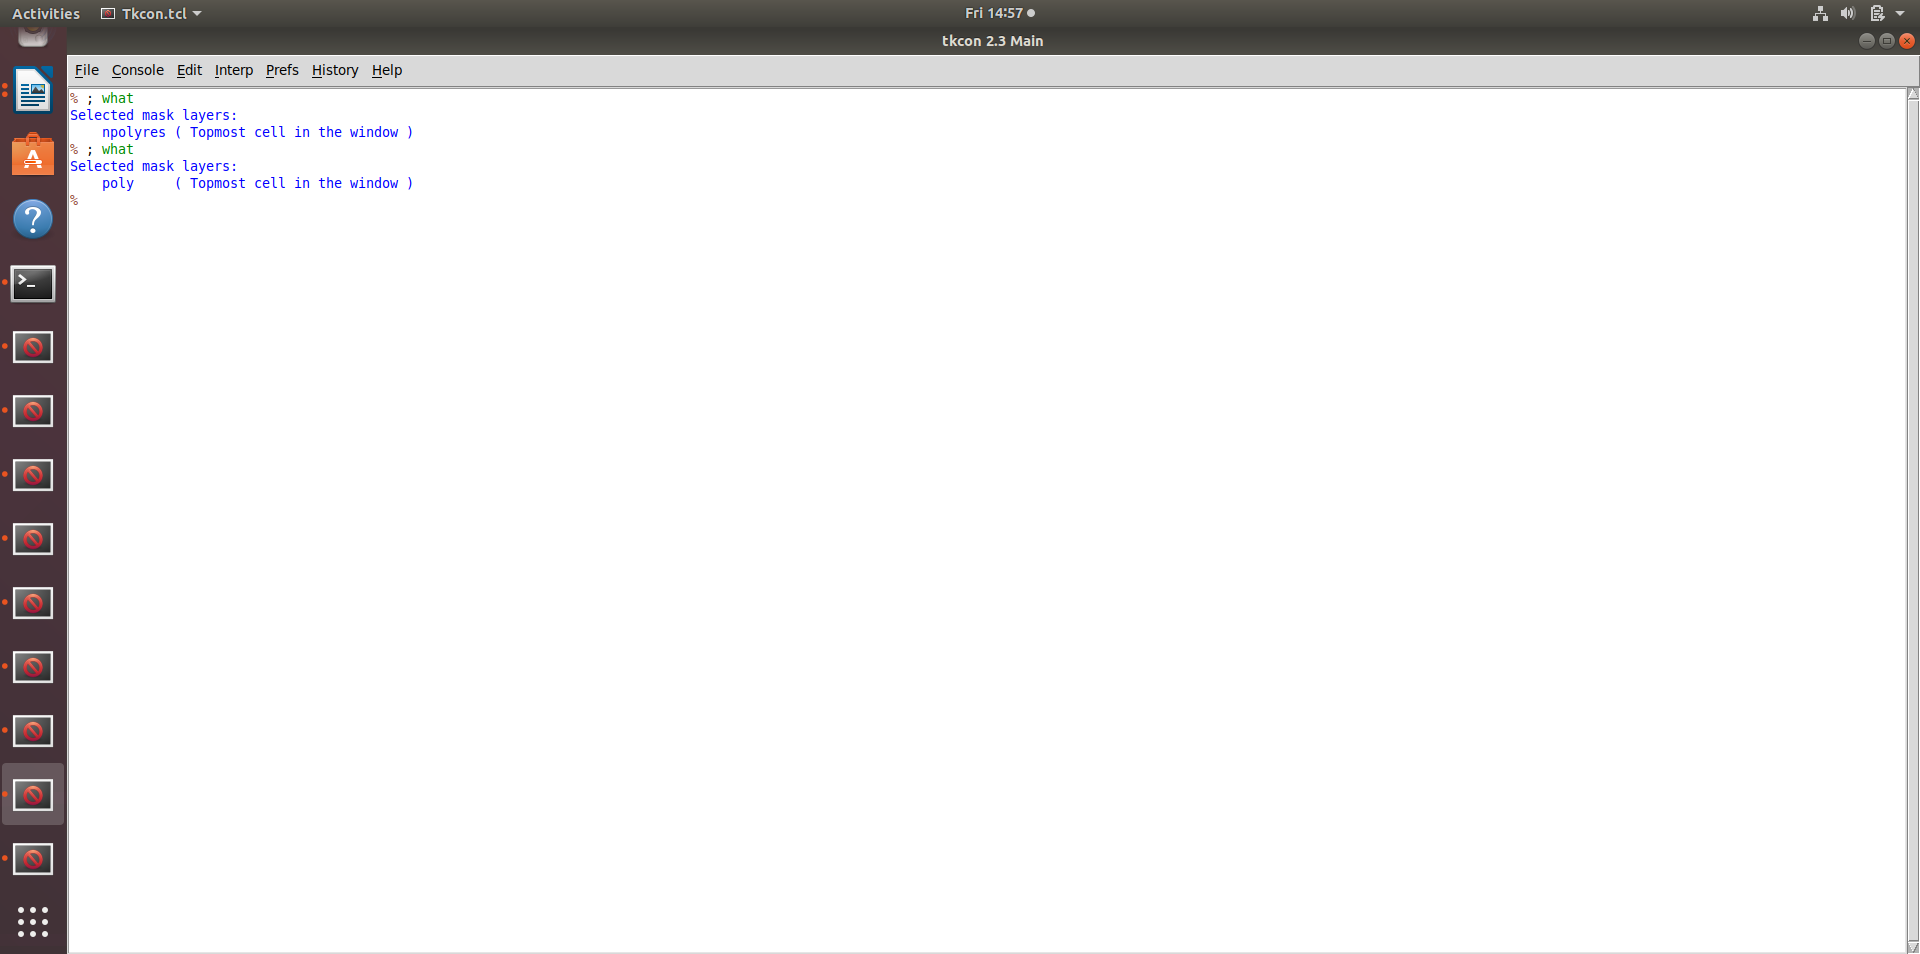 Activities Tkcon.tcl Fri 14:57
tkcon 2.3 Main
File Console Edit Interp Prefs History Help
% ; what
Selected mask layers:
    npolyres ( Topmost cell in the window )
% ; what
Selected mask layers:
    poly     ( Topmost cell in the window )
%